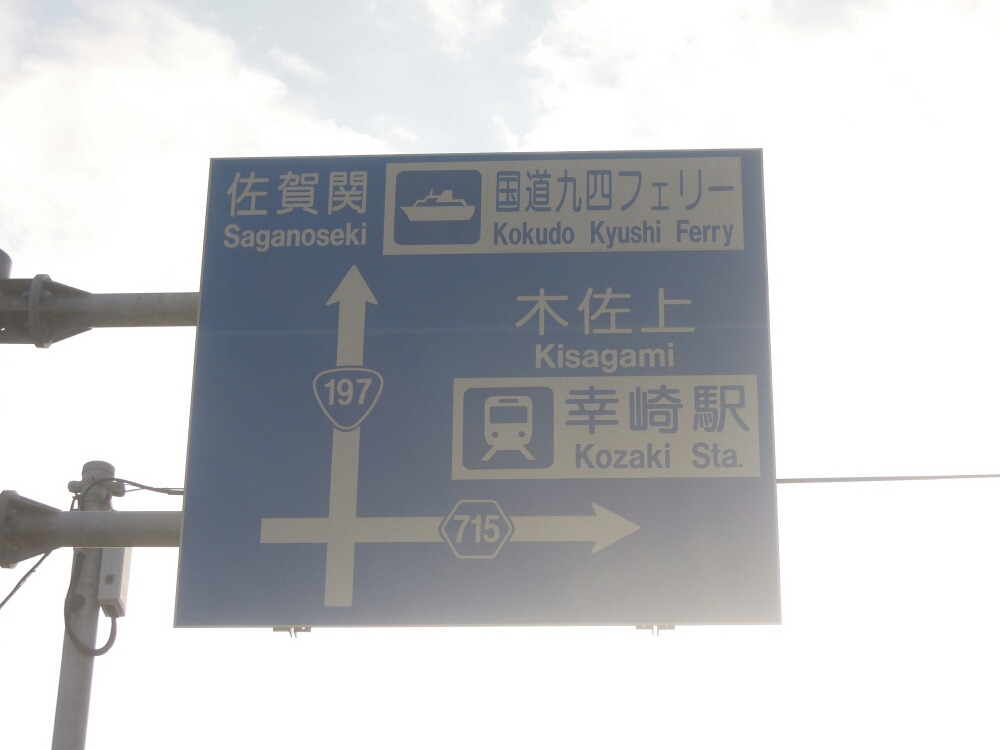 佐賀関
Saganoseki
国道九四フェリー
Kokudo Kyushi Ferry
木佐上
Kisagami
197
幸崎駅
Kozaki Sta.
715